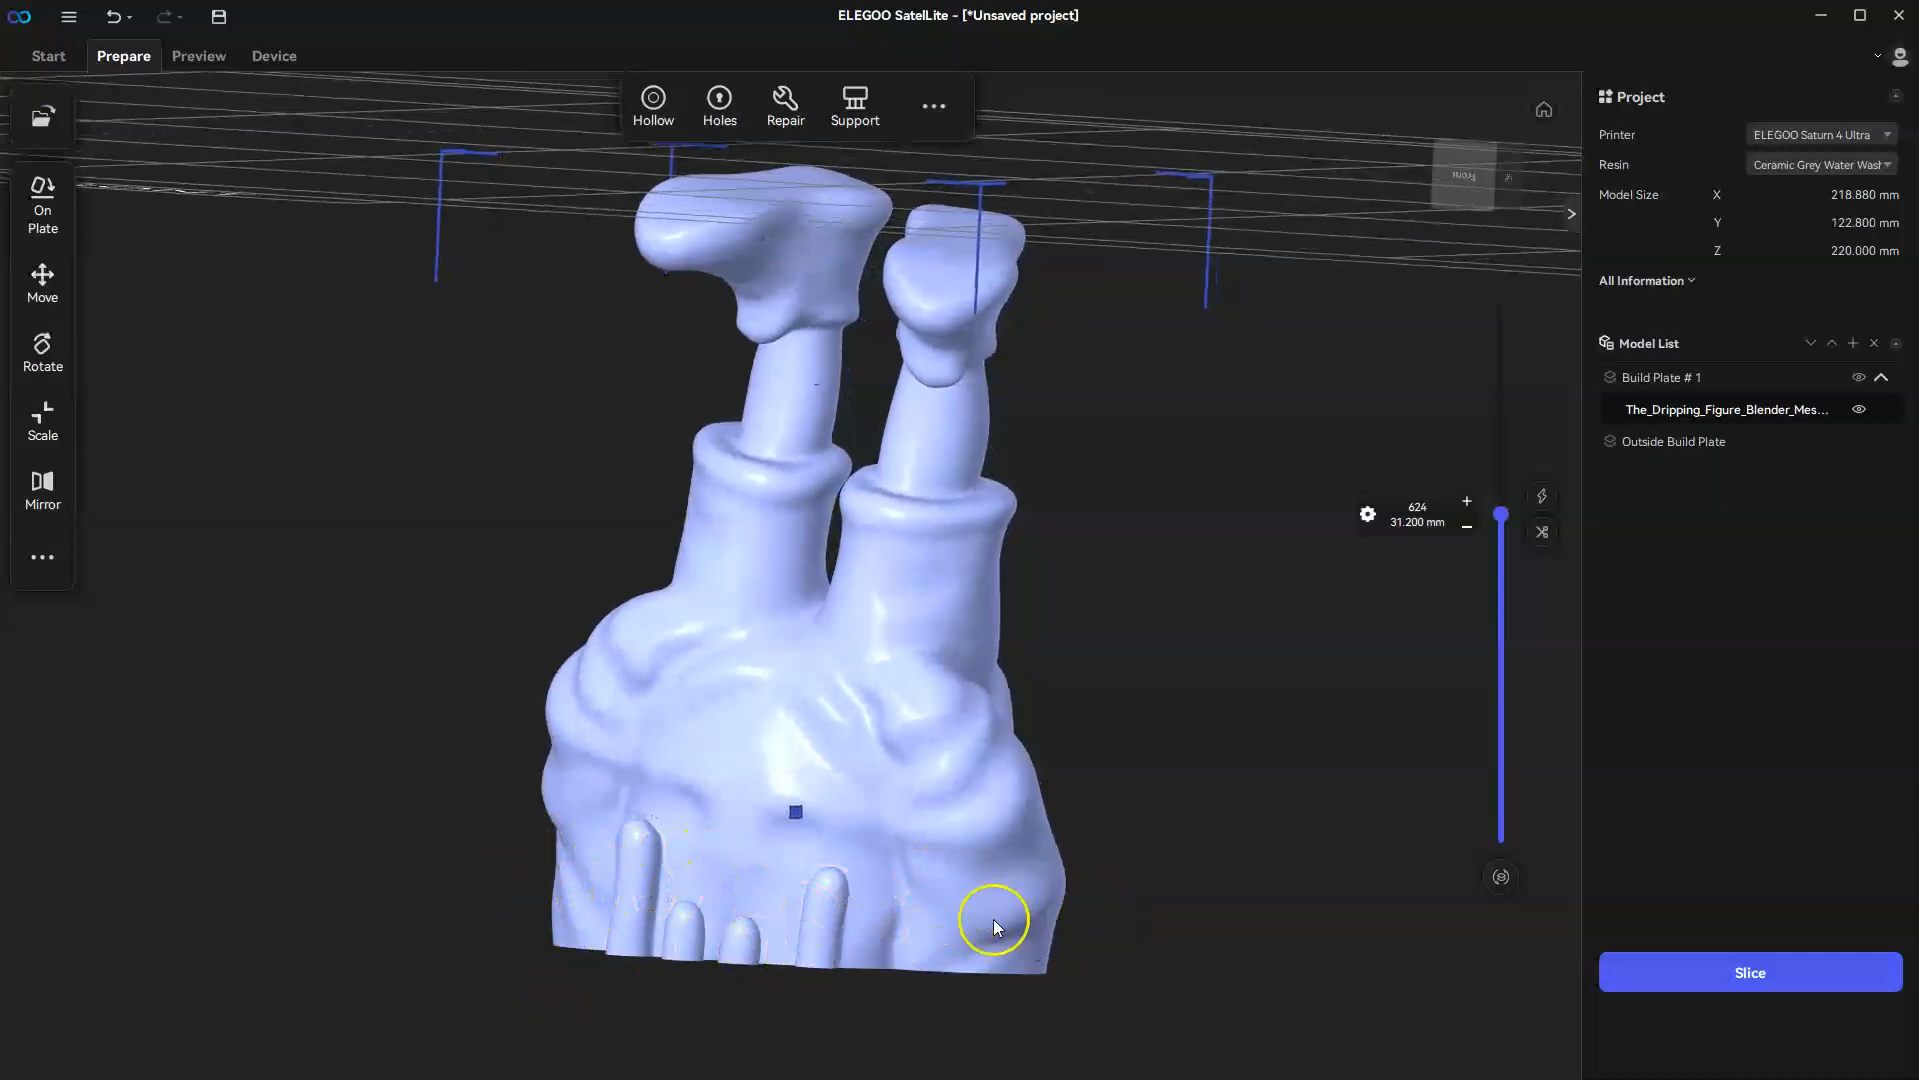 ELEGOO SatelLite - [*Unsaved project]
Start
Prepare
Preview
Device
Hollow
Holes
Repair
Support
On
Plate
Move
Rotate
Scale
Mirror
Front
624
31.200 mm
Project
Printer
ELEGOO Saturn 4 Ultra
Resin
Ceramic Grey Water Wash
Model Size
X
218.880 mm
Y
122.800 mm
Z
220.000 mm
All Information
Model List
Build Plate # 1
The_Dripping_Figure_Blender_Mes...
Outside Build Plate
Slice